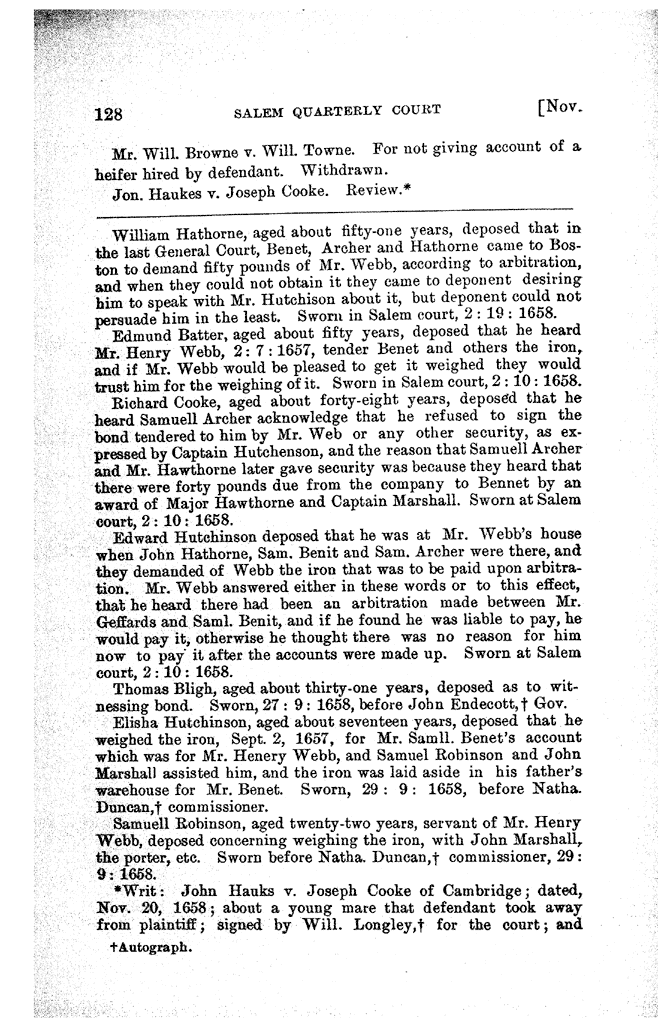 128 SALEM QUARTERLY COURT [Nov.
Mr. Will. Browne v. Will. Towne. For not giving account of a
heifer hired by defendant. Withdrawn.
Jon. Haukes v. Joseph Cooke. Review.*
William Hathorne, aged about fifty-one years, deposed that in
the last General Court, Benet, Archer and Hathorne came to Bos-
ton to demand fifty pounds of Mr. Webb, according to arbitration,
and when they could not obtain it they came to deponent desiring
him to speak with Mr. Hutchison about it, but deponent could not
persuade him in the least. Sworn in Salem court, 2 : 19 : 1658.
Edmund Batter, aged about fifty years, deposed that he heard
Mr. Henry Webb, 2 : 7 : 1657, tender Benet and others the iron,
and if Mr. Webb would be pleased to get it weighed they would
trust him for the weighing of it. Sworn in Salem court, 2 : 10 : 1658.
Richard Cooke, aged about forty-eight years, deposed that he
heard Samuell Archer acknowledge that he refused to sign the
bond tendered to him by Mr. Web or any other security, as ex-
pressed by Captain Hutchenson, and the reason that Samuell Archer
and Mr. Hawthorne later gave security was because they heard that
there were forty pounds due from the company to Bennet by an
award of Major Hawthorne and Captain Marshall. Sworn at Salem
court, 2 : 10 : 1658.
Edward Hutchinson deposed that he was at Mr. Webb's house
when John Hathorne, Sam. Benit and Sam. Archer were there, and
they demanded of Webb the iron that was to be paid upon arbitra-
tion. Mr. Webb answered either in these words or to this effect,
that he heard there had been an arbitration made between Mr.
Geffards and Saml. Benit, and if he found he was liable to pay, he
would pay it, otherwise he thought there was no reason for him
now to pay it after the accounts were made up. Sworn at Salem
court, 2 : 10 : 1658.
Thomas Bligh, aged about thirty-one years, deposed as to wit-
nessing bond. Sworn, 27 : 9 : 1658, before John Endecott,† Gov.
Elisha Hutchinson, aged about seventeen years, deposed that he
weighed the iron, Sept. 2, 1657, for Mr. Samll. Benet's account
which was for Mr. Henery Webb, and Samuel Robinson and John
Marshall assisted him, and the iron was laid aside in his father's
warehouse for Mr. Benet. Sworn, 29 : 9 : 1658, before Natha.
Duncan,† commissioner.
Samuell Robinson, aged twenty-two years, servant of Mr. Henry
Webb, deposed concerning weighing the iron, with John Marshall,
the porter, etc. Sworn before Natha. Duncan,† commissioner, 29 :
9 : 1658.
*Writ: John Hauks v. Joseph Cooke of Cambridge; dated,
Nov. 20, 1658; about a young mare that defendant took away
from plaintiff; signed by Will. Longley,† for the court; and
†Autograph.